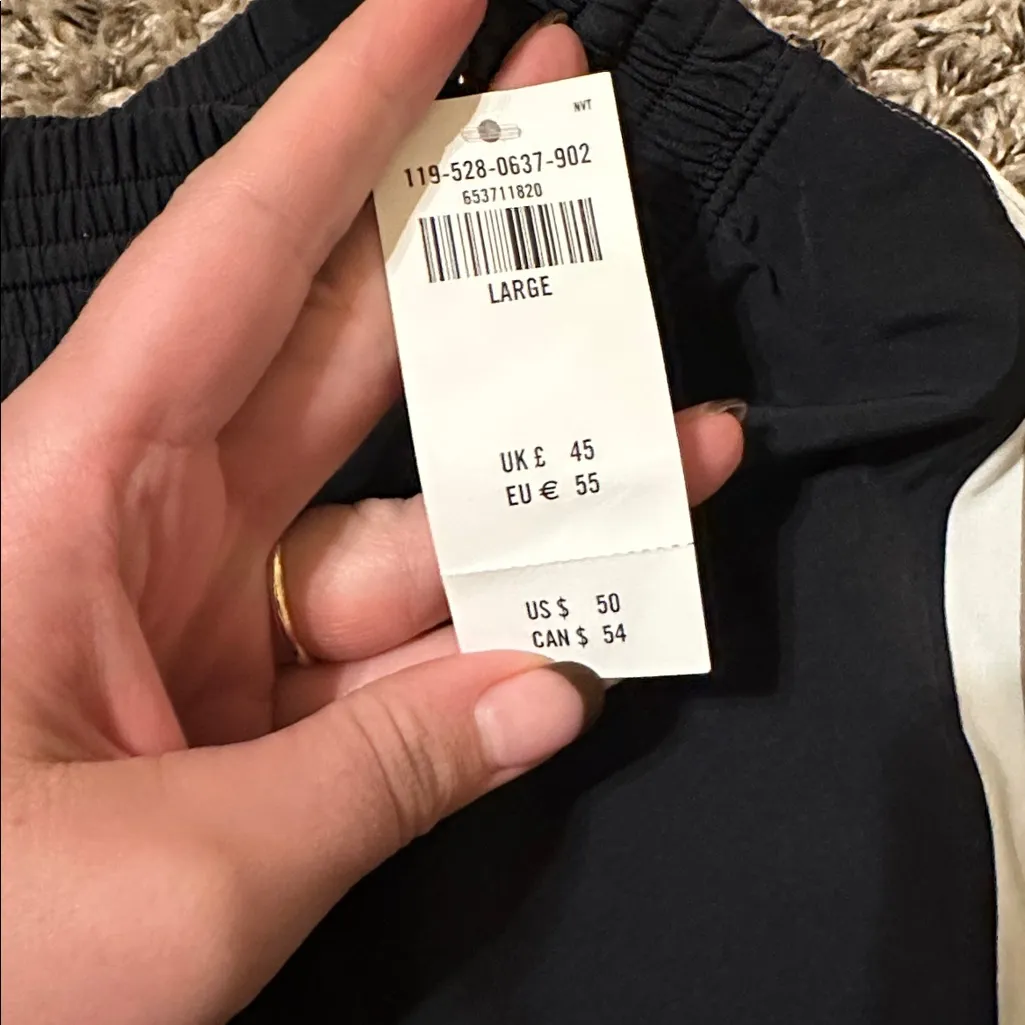 NVT
119-528-0637-902
653711820
LARGE
UK £ 45
EU € 55
US $ 50
CAN $ 54